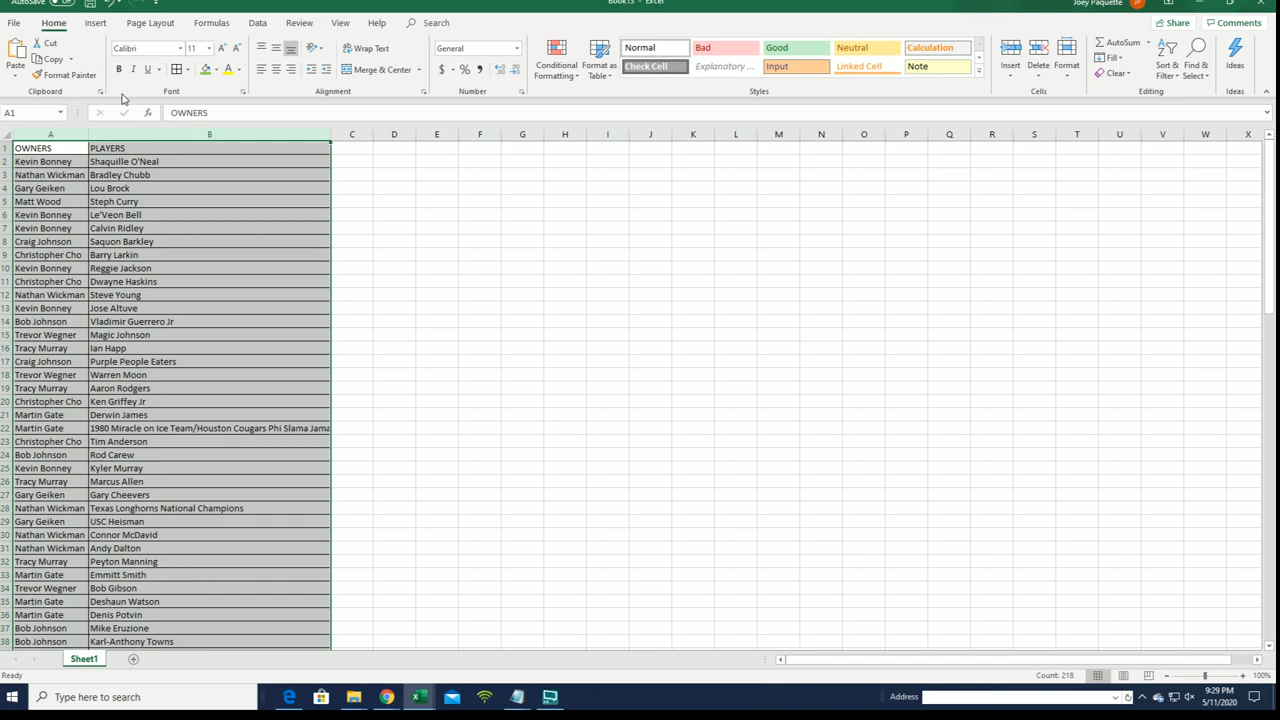 AutoSave Off Book15 - Excel Joey Paquette JP
File Home Insert Page Layout Formulas Data Review View Help Search Share Comments
Paste Cut Copy Format Painter Clipboard
Calibri 11 B I U A A Font
Wrap Text Merge & Center Alignment
General $ % , Number
Conditional Formatting Format as Table
Normal Bad Good Neutral Calculation
Check Cell Explanatory ... Input Linked Cell Note
Styles
Insert Delete Format Cells
AutoSum Fill Clear Sort & Filter Find & Select Editing
Ideas Ideas
A1 fx OWNERS
A B C D E F G H I J K L M N O P Q R S T U V W X
1 OWNERS PLAYERS
2 Kevin Bonney Shaquille O'Neal
3 Nathan Wickman Bradley Chubb
4 Gary Geiken Lou Brock
5 Matt Wood Steph Curry
6 Kevin Bonney Le'Veon Bell
7 Kevin Bonney Calvin Ridley
8 Craig Johnson Saquon Barkley
9 Christopher Cho Barry Larkin
10 Kevin Bonney Reggie Jackson
11 Christopher Cho Dwayne Haskins
12 Nathan Wickman Steve Young
13 Kevin Bonney Jose Altuve
14 Bob Johnson Vladimir Guerrero Jr
15 Trevor Wegner Magic Johnson
16 Tracy Murray Ian Happ
17 Craig Johnson Purple People Eaters
18 Trevor Wegner Warren Moon
19 Tracy Murray Aaron Rodgers
20 Christopher Cho Ken Griffey Jr
21 Martin Gate Derwin James
22 Martin Gate 1980 Miracle on Ice Team/Houston Cougars Phi Slama Jama
23 Christopher Cho Tim Anderson
24 Bob Johnson Rod Carew
25 Kevin Bonney Kyler Murray
26 Tracy Murray Marcus Allen
27 Gary Geiken Gary Cheevers
28 Nathan Wickman Texas Longhorns National Champions
29 Gary Geiken USC Heisman
30 Nathan Wickman Connor McDavid
31 Nathan Wickman Andy Dalton
32 Tracy Murray Peyton Manning
33 Martin Gate Emmitt Smith
34 Trevor Wegner Bob Gibson
35 Martin Gate Deshaun Watson
36 Martin Gate Denis Potvin
37 Bob Johnson Mike Eruzione
38 Bob Johnson Karl-Anthony Towns
Sheet1
Ready Count: 218 100%
Type here to search Address 9:29 PM
5/11/2020